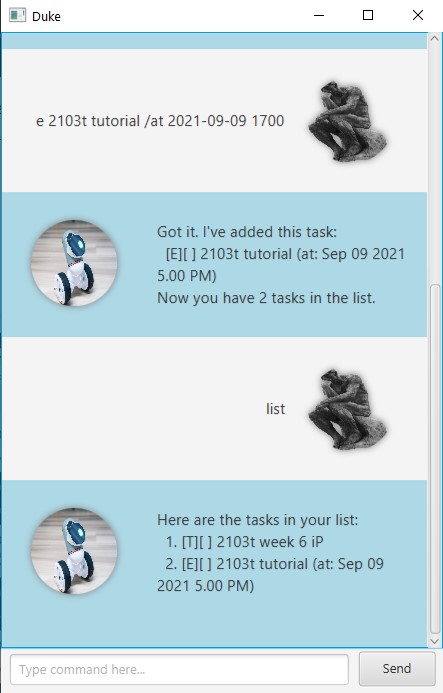 Duke
e 2103t tutorial /at 2021-09-09 1700
Got it. I've added this task:
[E][ ] 2103t tutorial (at: Sep 09 2021
5.00 PM)
Now you have 2 tasks in the list.
list
Here are the tasks in your list:
1. [T][ ] 2103t week 6 iP
2. [E][ ] 2103t tutorial (at: Sep 09
2021 5.00 PM)
Type command here...
Send